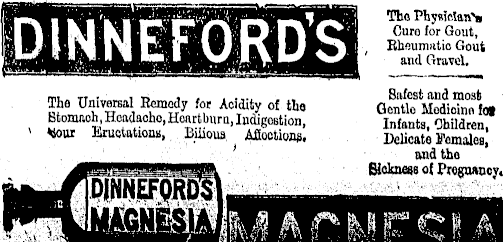 DINNEFORD'S
The Physician's
Cure for Gout,
Rheumatic Gout
and Gravel.
The Universal Remedy for Acidity of the
Stomach, Headache, Heartburn, Indigestion,
Sour Eructations, Bilious Affections.
Safest and most
Gentle Medicine for
Infants, Children,
Delicate Females,
and the
Sickness of Pregnancy.
DINNEFORD'S
MAGNESIA
MAGNESIA